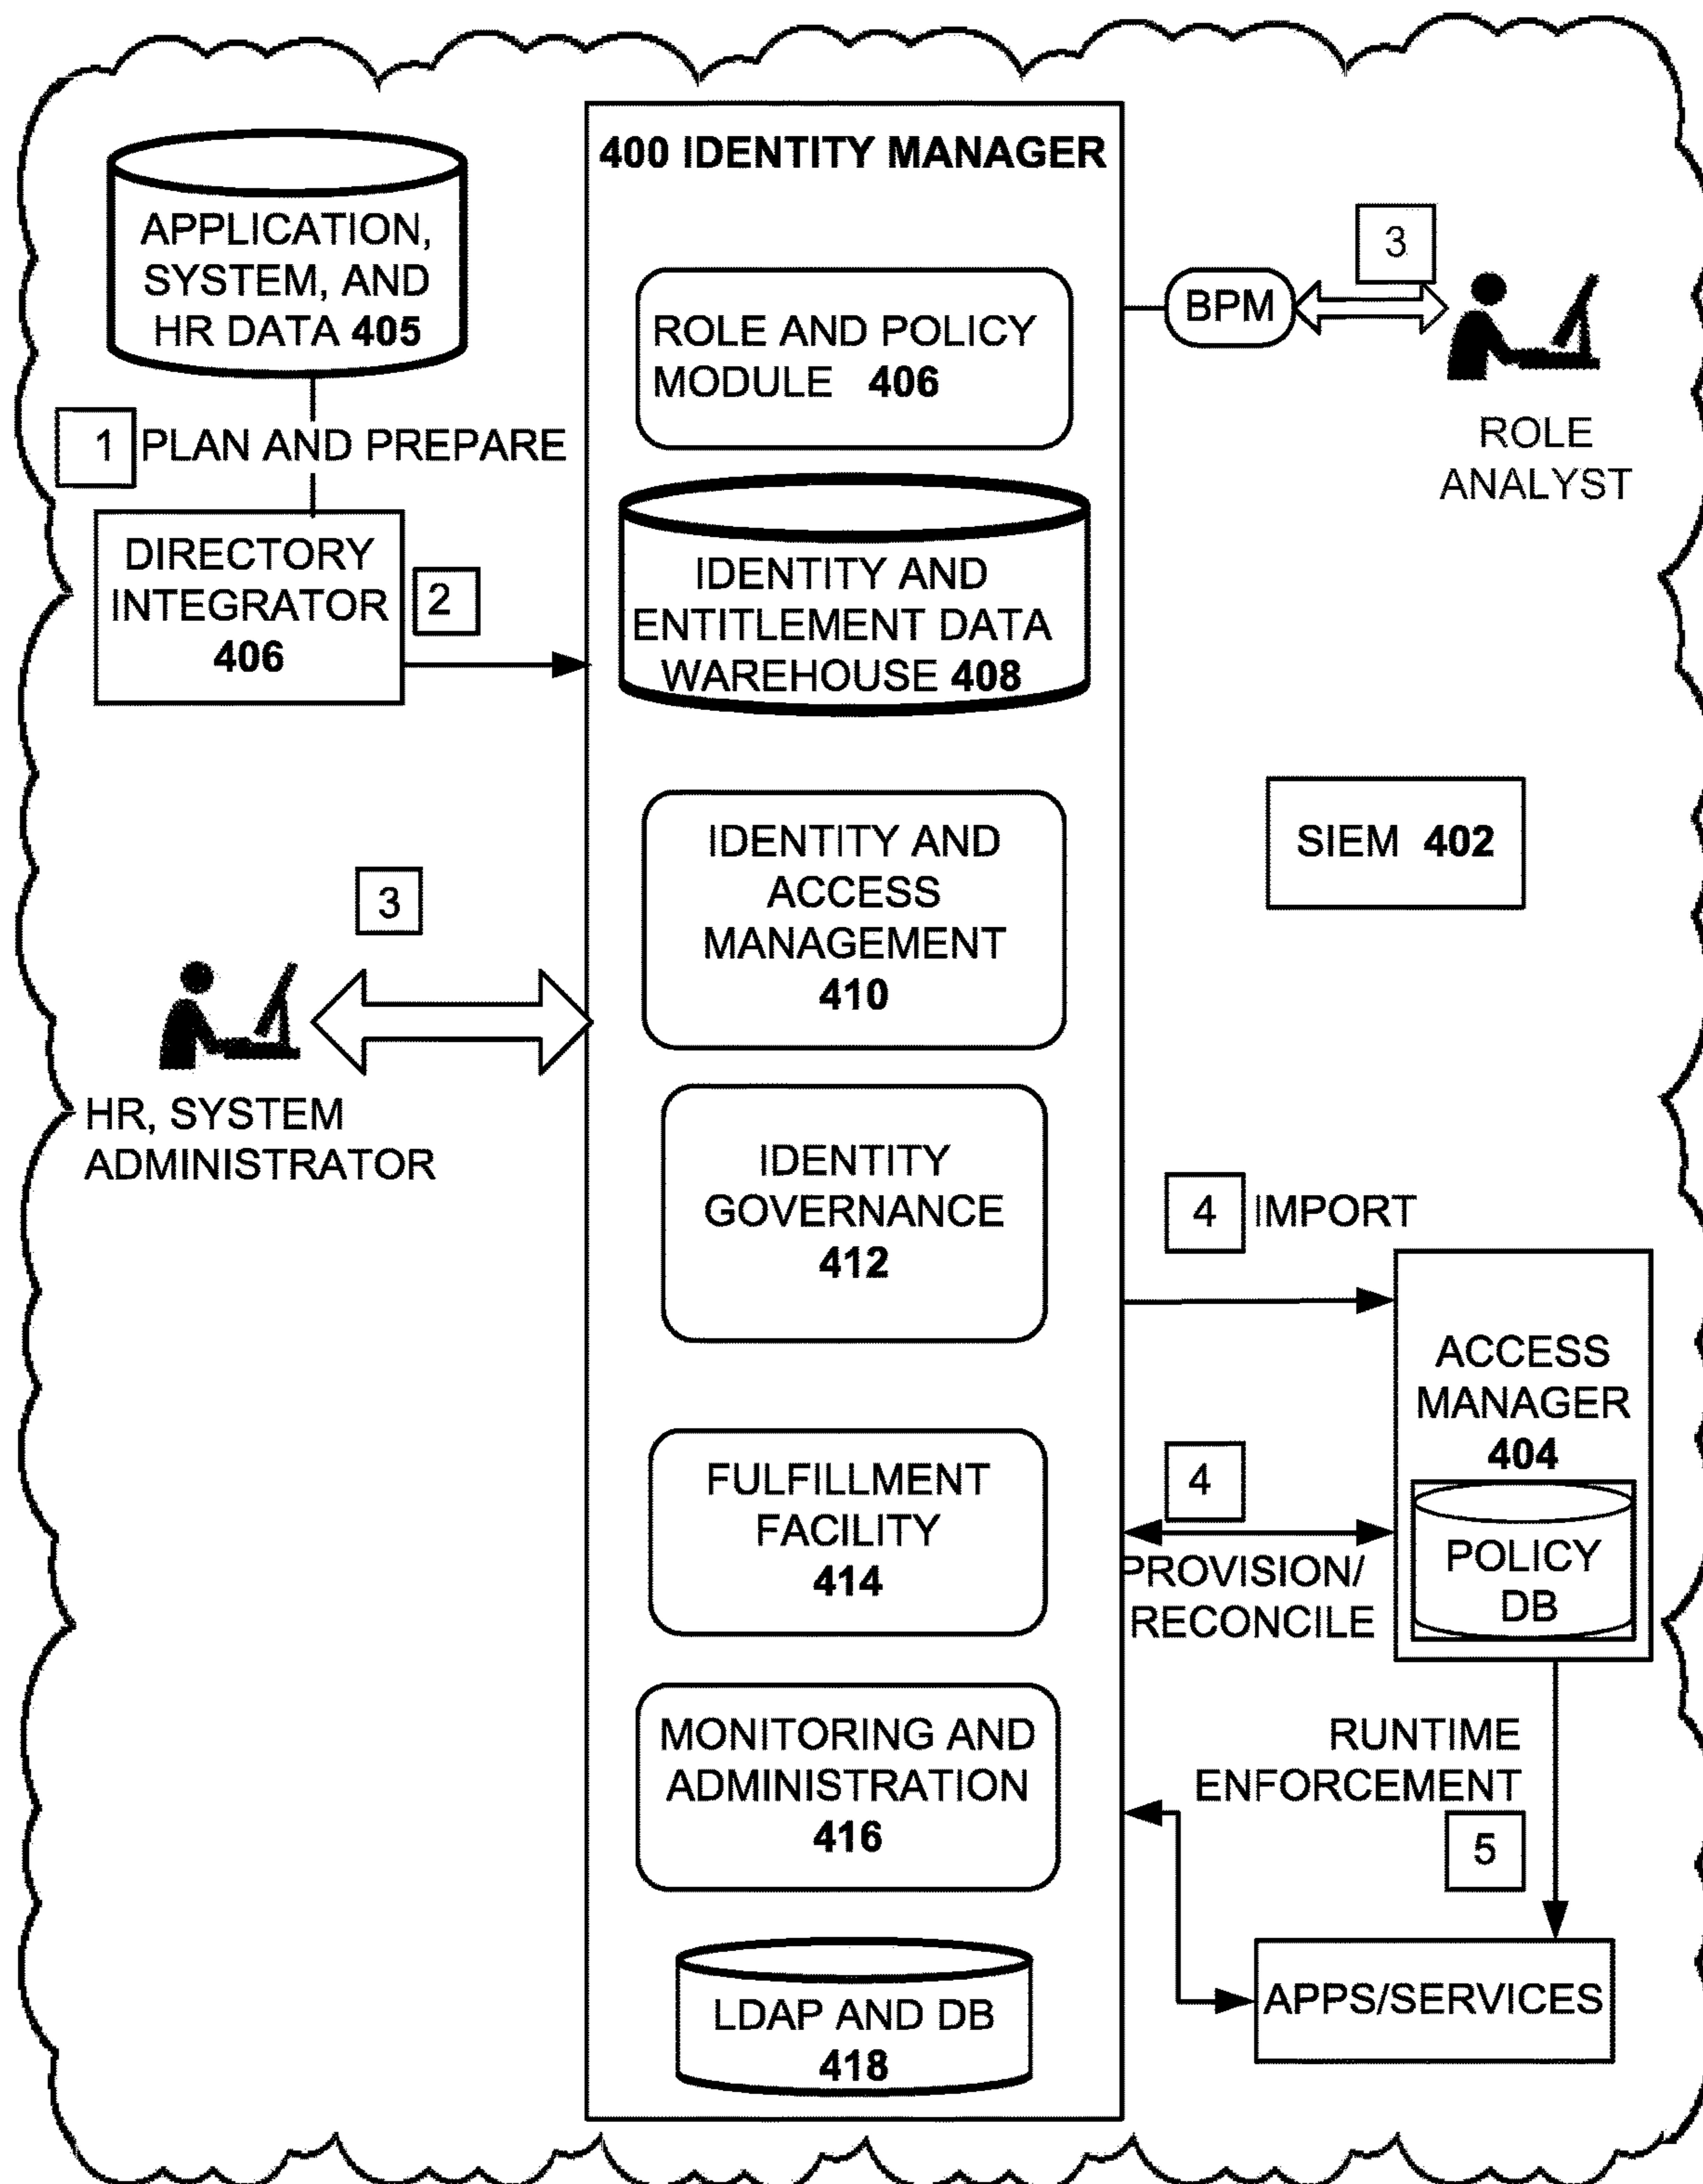 400 IDENTITY MANAGER
APPLICATION,
SYSTEM, AND
HR DATA 405
1 PLAN AND PREPARE
DIRECTORY
INTEGRATOR
406
2
ROLE AND POLICY
MODULE 406
BPM
3
ROLE
ANALYST
IDENTITY AND
ENTITLEMENT DATA
WAREHOUSE 408
SIEM 402
IDENTITY AND
ACCESS
MANAGEMENT
410
3
HR, SYSTEM
ADMINISTRATOR
IDENTITY
GOVERNANCE
412
4 IMPORT
ACCESS
MANAGER
404
POLICY
DB
4
PROVISION/
RECONCILE
FULFILLMENT
FACILITY
414
MONITORING AND
ADMINISTRATION
416
RUNTIME
ENFORCEMENT
5
APPS/SERVICES
LDAP AND DB
418